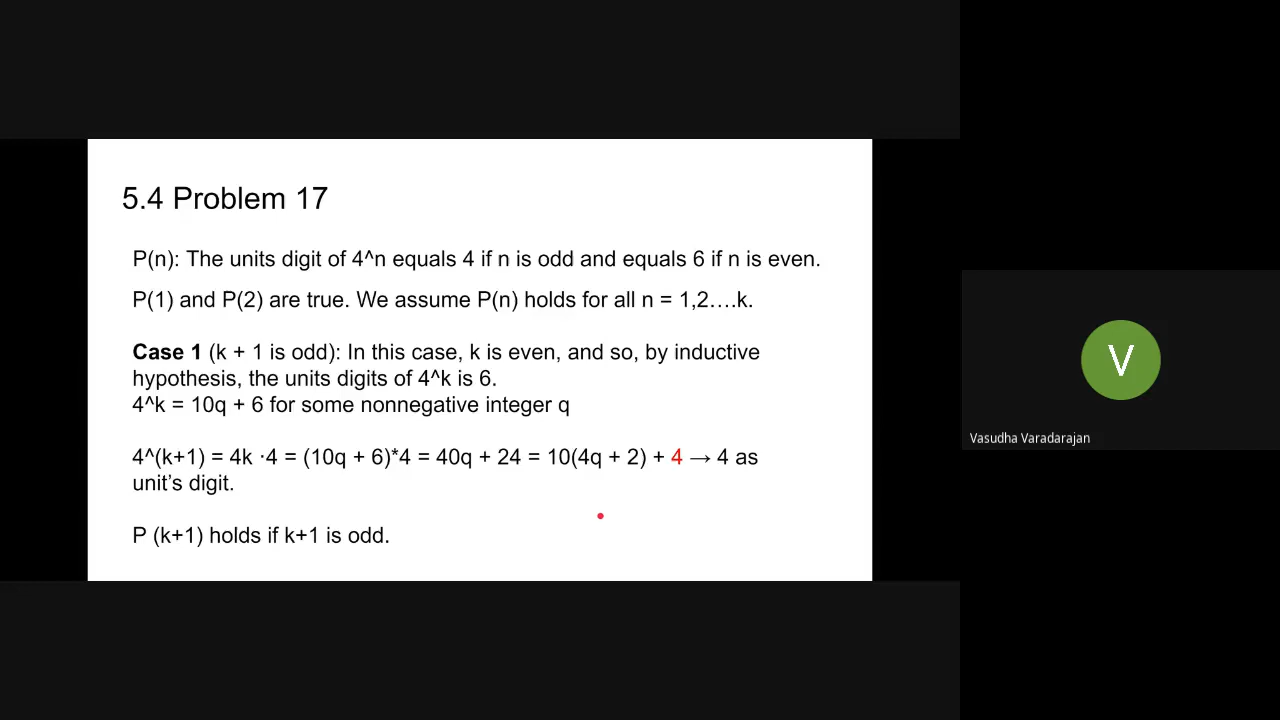 5.4 Problem 17
P(n): The units digit of 4^n equals 4 if n is odd and equals 6 if n is even.
P(1) and P(2) are true. We assume P(n) holds for all n = 1,2….k.
Case 1 (k + 1 is odd): In this case, k is even, and so, by inductive
hypothesis, the units digits of 4^k is 6.
4^k = 10q + 6 for some nonnegative integer q
4^(k+1) = 4k ·4 = (10q + 6)*4 = 40q + 24 = 10(4q + 2) + 4 → 4 as
unit’s digit.
P (k+1) holds if k+1 is odd.
V
Vasudha Varadarajan